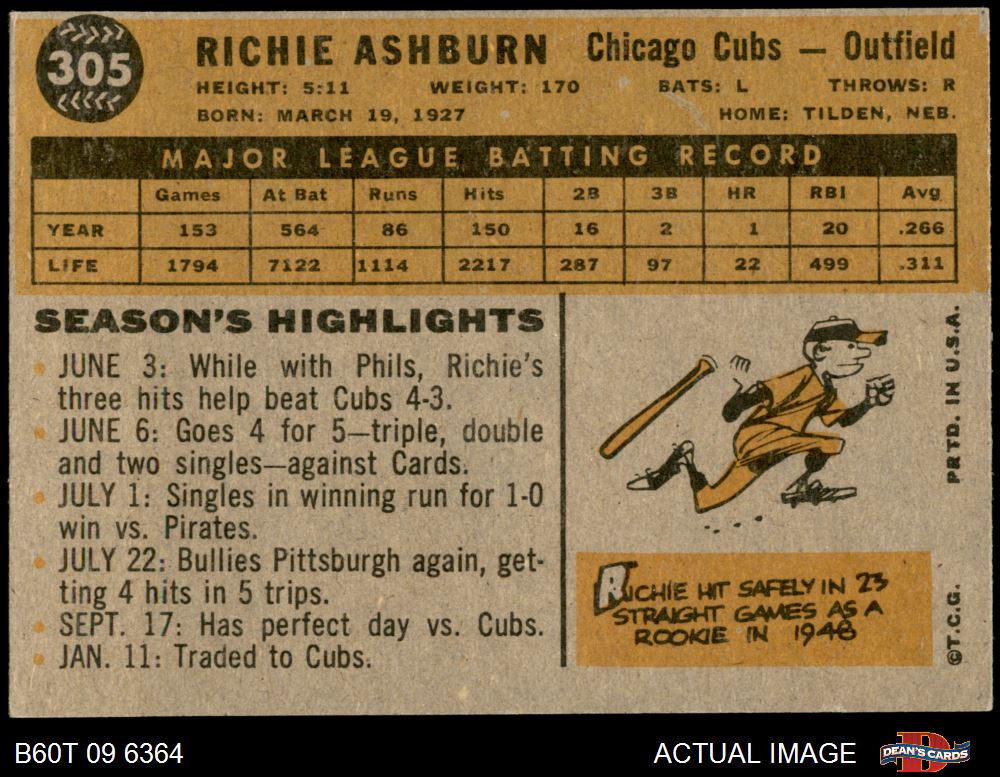 305
RICHIE ASHBURN Chicago Cubs — Outfield
HEIGHT: 5:11 WEIGHT: 170 BATS: L THROWS: R
BORN: MARCH 19, 1927 HOME: TILDEN, NEB.
MAJOR LEAGUE BATTING RECORD
Games At Bat Runs Hits 2B 3B HR RBI Avg
YEAR 153 564 86 150 16 2 1 20 .266
LIFE 1794 7122 1114 2217 287 97 22 499 .311
SEASON'S HIGHLIGHTS
• JUNE 3: While with Phils, Richie's
three hits help beat Cubs 4-3.
• JUNE 6: Goes 4 for 5—triple, double
and two singles—against Cards.
• JULY 1: Singles in winning run for 1-0
win vs. Pirates.
• JULY 22: Bullies Pittsburgh again, get-
ting 4 hits in 5 trips.
• SEPT. 17: Has perfect day vs. Cubs.
• JAN. 11: Traded to Cubs.
RICHIE HIT SAFELY IN 23
STRAIGHT GAMES AS A
ROOKIE IN 1948
©T.C.G. PRTD. IN U.S.A.
B60T 09 6364 ACTUAL IMAGE D DEAN'S CARDS